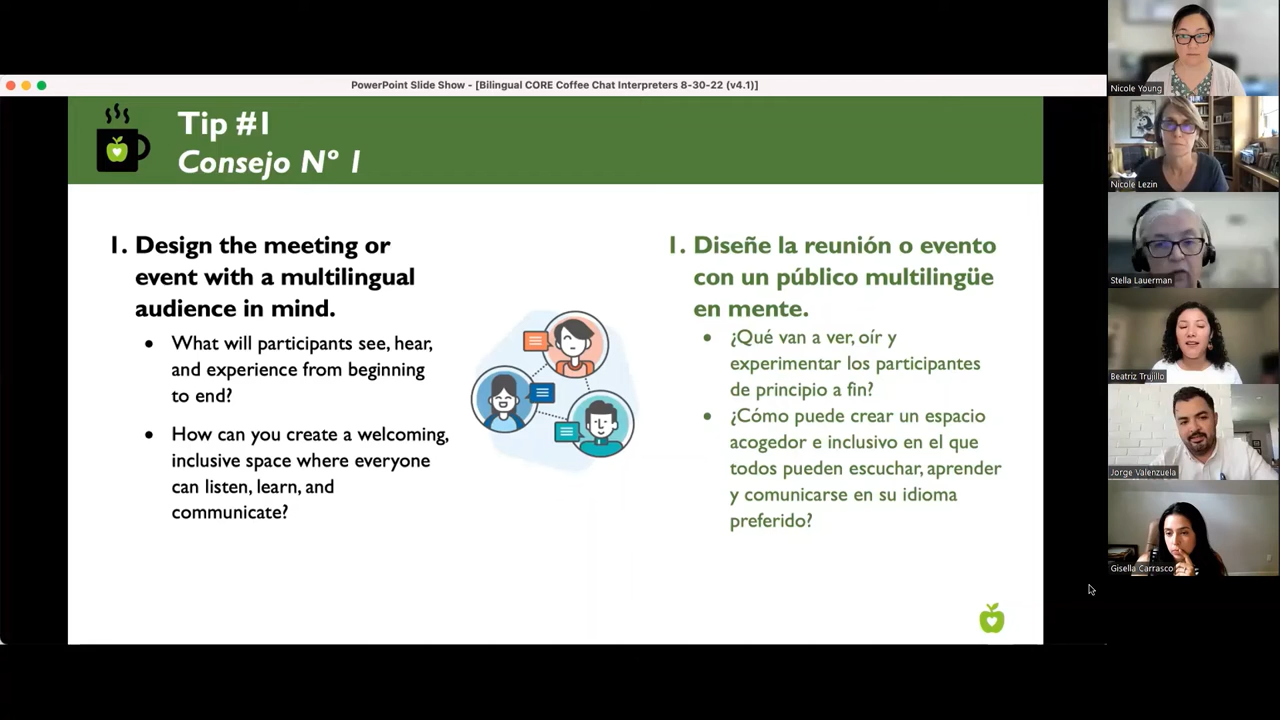 PowerPoint Slide Show - [Bilingual CORE Coffee Chat Interpreters 8-30-22 (v4.1)]
Tip #1
Consejo Nº 1
1. Design the meeting or
event with a multilingual
audience in mind.
• What will participants see, hear,
and experience from beginning
to end?
• How can you create a welcoming,
inclusive space where everyone
can listen, learn, and
communicate?
1. Diseñe la reunión o evento
con un público multilingüe
en mente.
• ¿Qué van a ver, oír y
experimentar los participantes
de principio a fin?
• ¿Cómo puede crear un espacio
acogedor e inclusivo en el que
todos pueden escuchar, aprender
y comunicarse en su idioma
preferido?
Nicole Young
Nicole Lezin
Stella Lauerman
Beatriz Trujillo
Jorge Valenzuela
Gisella Carrasco